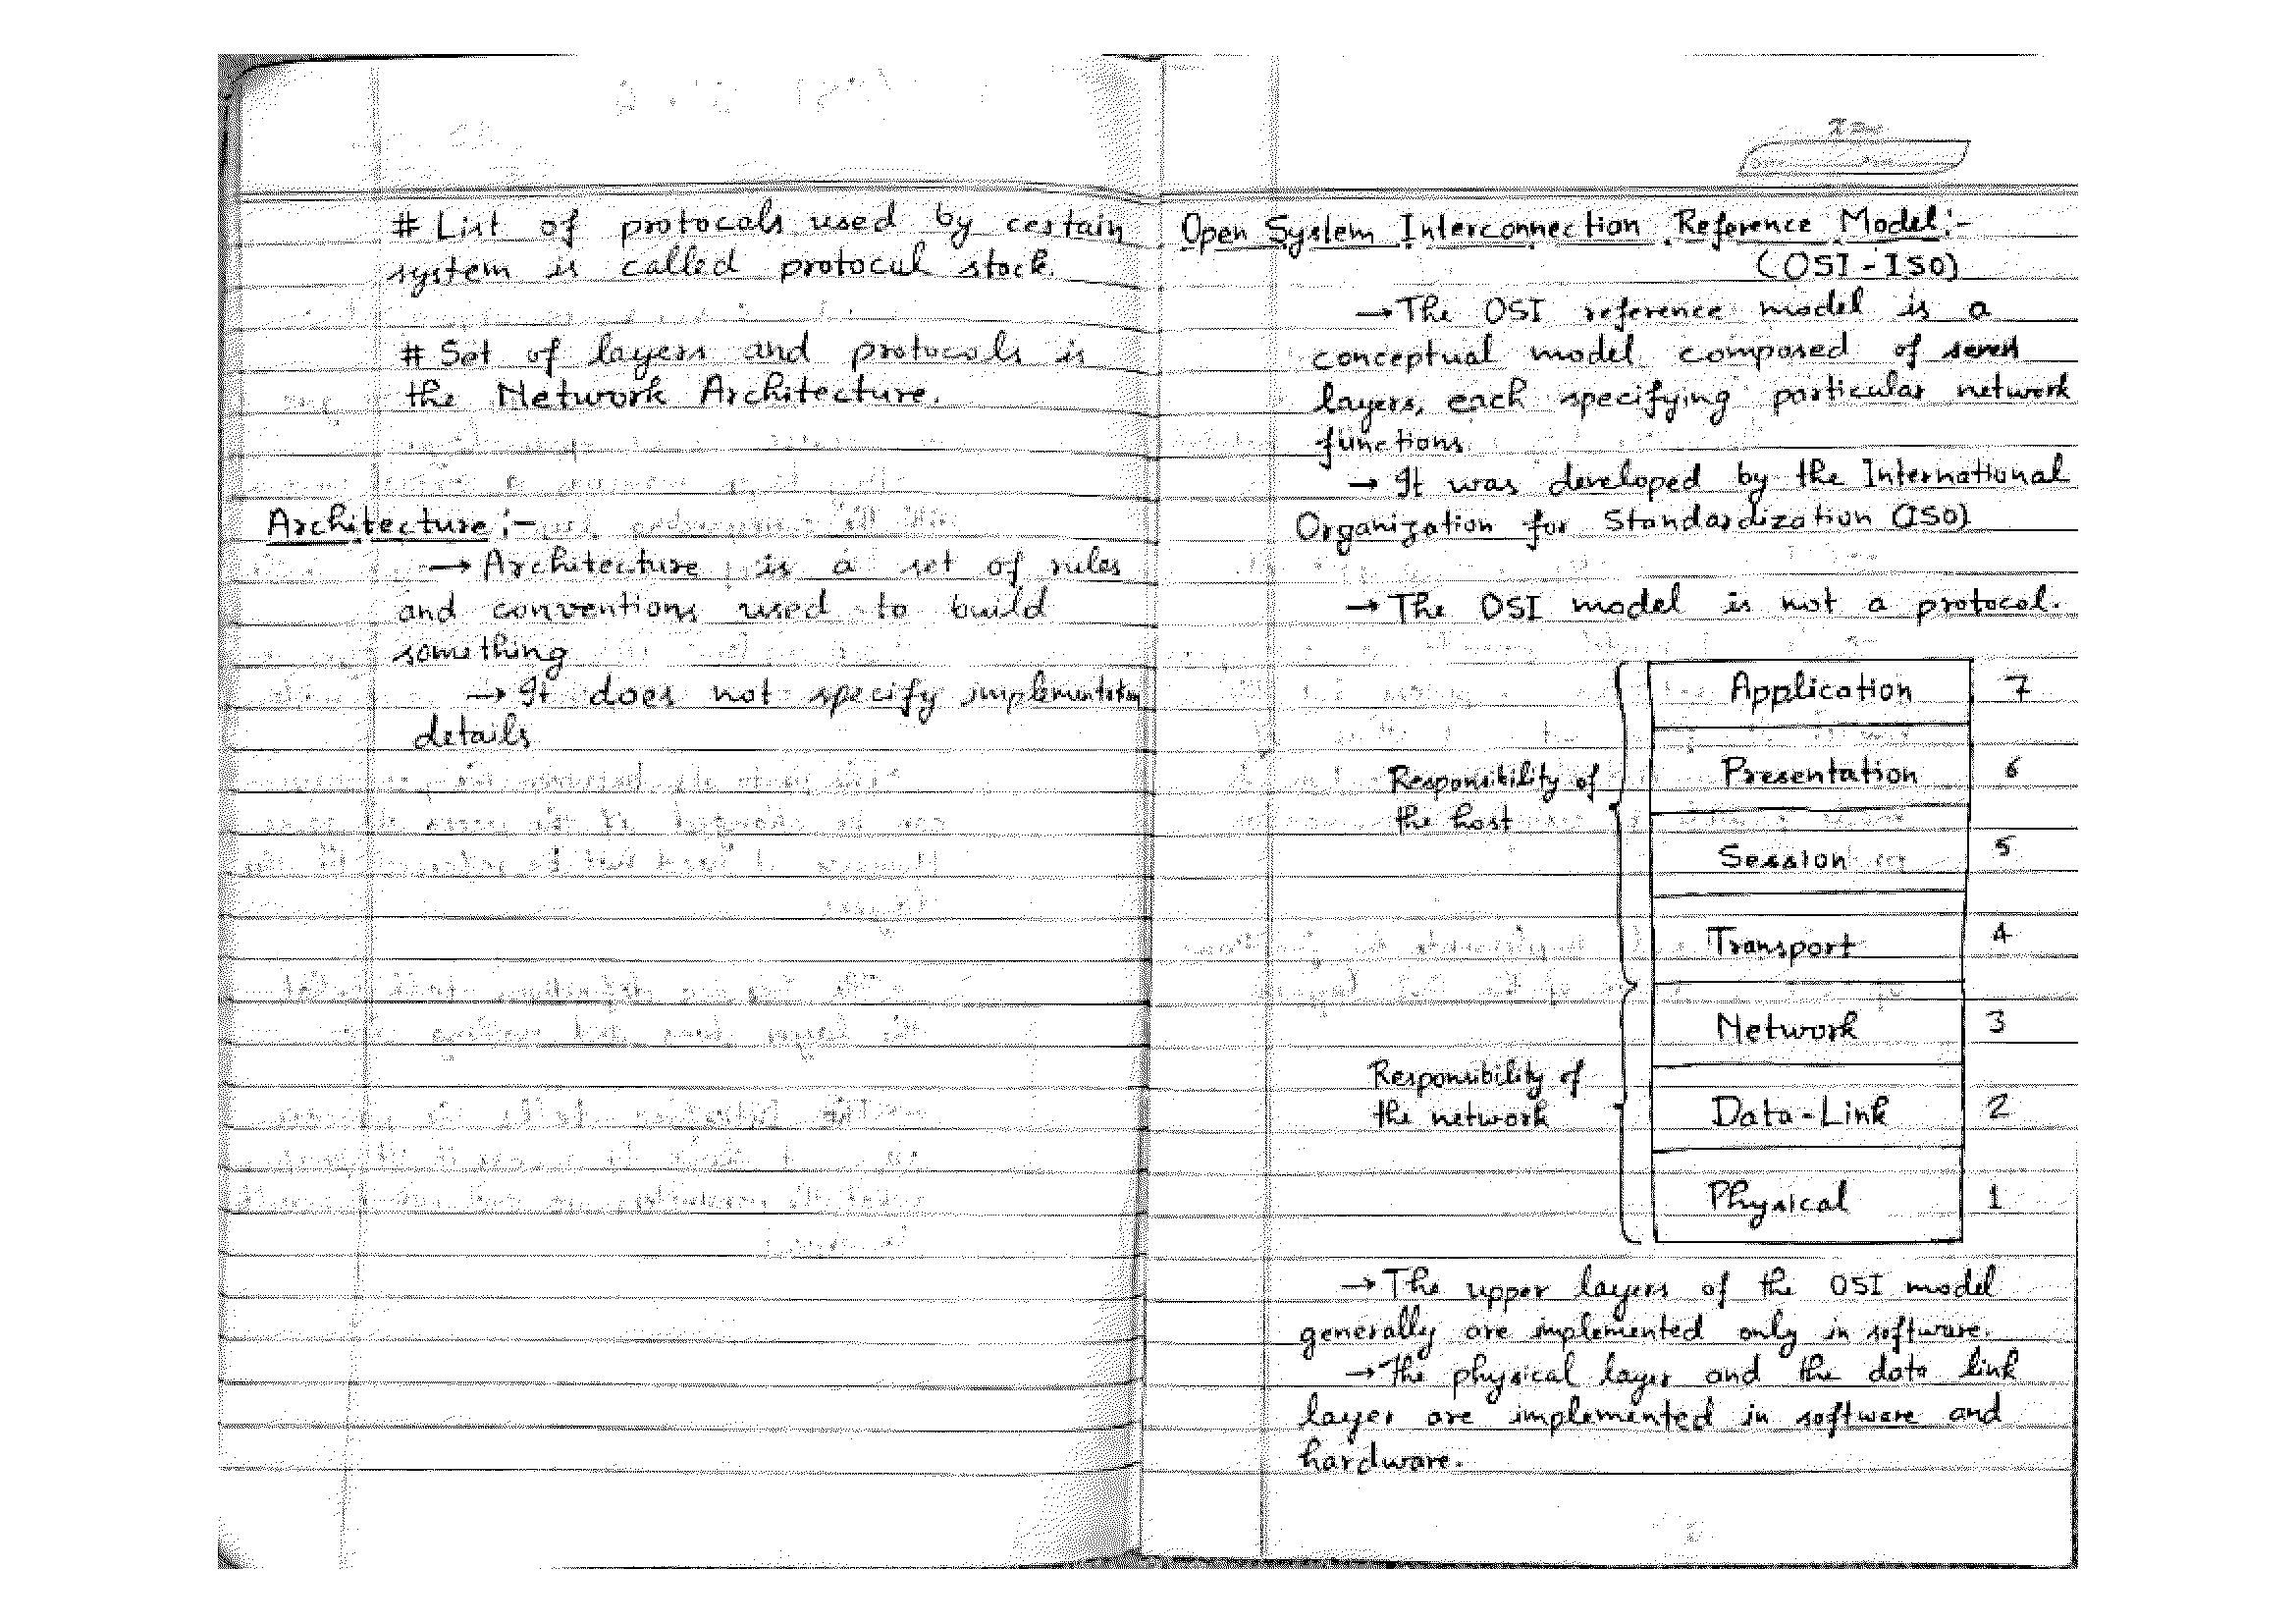 # List of protocals used by certain
system is called protocul stock.
# Set of layers and protocals is
the Network Architecture.
Architecture :-
→ Architecture is a set of rules
and conventions used to build
something
→ It does not specify implementation
details
Open System Interconnection Reference Model:-
(OSI-ISO)
→ The OSI reference model is a
conceptual model composed of seven
layers, each specifying particular network
functions.
→ It was developed by the International
Organization for Standardization (ISO)
→ The OSI model is not a protocol.
Application 7
Presentation 6
Responsibility of
the host
Session 5
Transport 4
Network 3
Responsibility of
the network
Data-Link 2
Physical 1
→ The upper layers of the OSI model
generally are implemented only in software.
→ The physical layer and the data link
layer are implemented in software and
hardware.